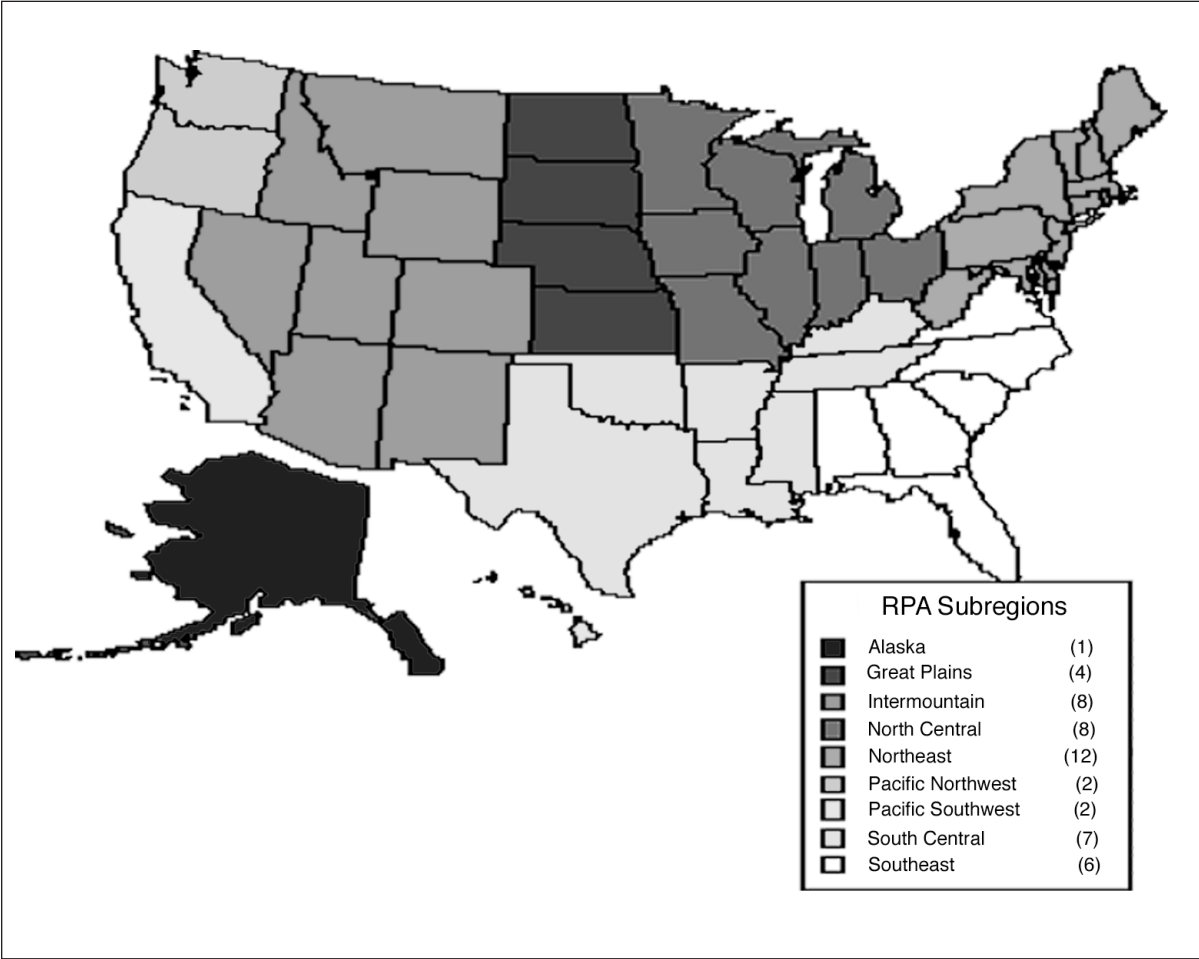 RPA Subregions
Alaska (1)
Great Plains (4)
Intermountain (8)
North Central (8)
Northeast (12)
Pacific Northwest (2)
Pacific Southwest (2)
South Central (7)
Southeast (6)